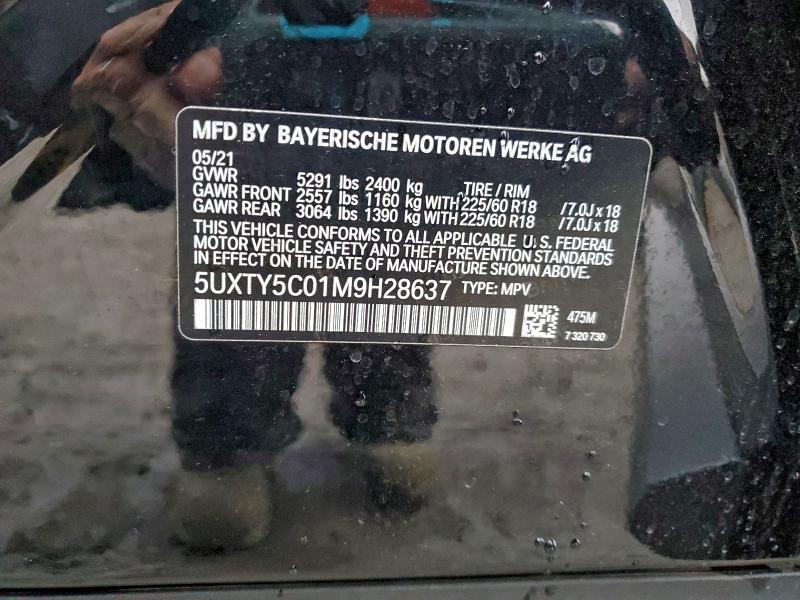 MFD BY BAYERISCHE MOTOREN WERKE AG
05/21
GVWR 5291 lbs 2400 kg TIRE / RIM
GAWR FRONT 2557 lbs 1160 kg WITH 225/60 R18 /7.0J x 18
GAWR REAR 3064 lbs 1390 kg WITH 225/60 R18 /7.0J x 18
THIS VEHICLE CONFORMS TO ALL APPLICABLE U.S. FEDERAL
MOTOR VEHICLE SAFETY AND THEFT PREVENTION STANDARDS
IN EFFECT ON THE DATE OF MANUFACTURE SHOWN ABOVE.
5UXTY5C01M9H28637 TYPE: MPV
475M
7 320 730